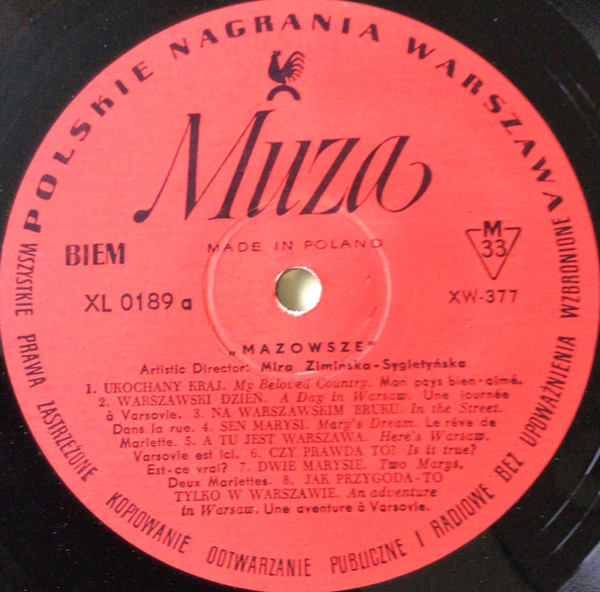 POLSKIE NAGRANIA WARSZAWA
Muza
MADE IN POLAND
BIEM
M
33
XL 0189 a
XW-377
„MAZOWSZE"
Artistic Director: Mira Zimińska-Sygietyńska
1. UKOCHANY KRAJ. My Beloved Country. Mon pays bien-aimé.
2. WARSZAWSKI DZIEŃ. A Day in Warsaw. Une journée
à Varsovie. 3. NA WARSZAWSKIM BRUKU. In the Street.
Dans la rue. 4. SEN MARYSI. Mary's Dream. Le rêve de
Mariette. 5. A TU JEST WARSZAWA. Here's Warsaw.
Varsovie est ici. 6. CZY PRAWDA TO? Is it true?
Est-ce vrai? 7. DWIE MARYSIE. Two Marys.
Deux Mariettes. 8. JAK PRZYGODA-TO
TYLKO W WARSZAWIE. An adventure
in Warsaw. Une aventure à Varsovie.
WSZYSTKIE PRAWA ZASTRZEŻONE KOPIOWANIE ODTWARZANIE PUBLICZNE I RADIOWE BEZ UPOWAŻNIENIA WZBRONIONE